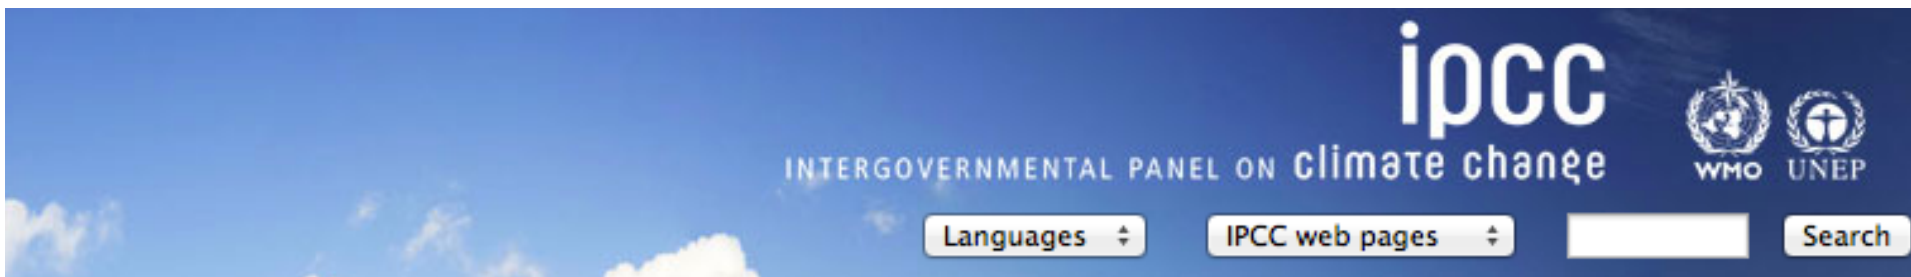 ipcc
INTERGOVERNMENTAL PANEL ON climate change
WMO UNEP
Languages IPCC web pages Search